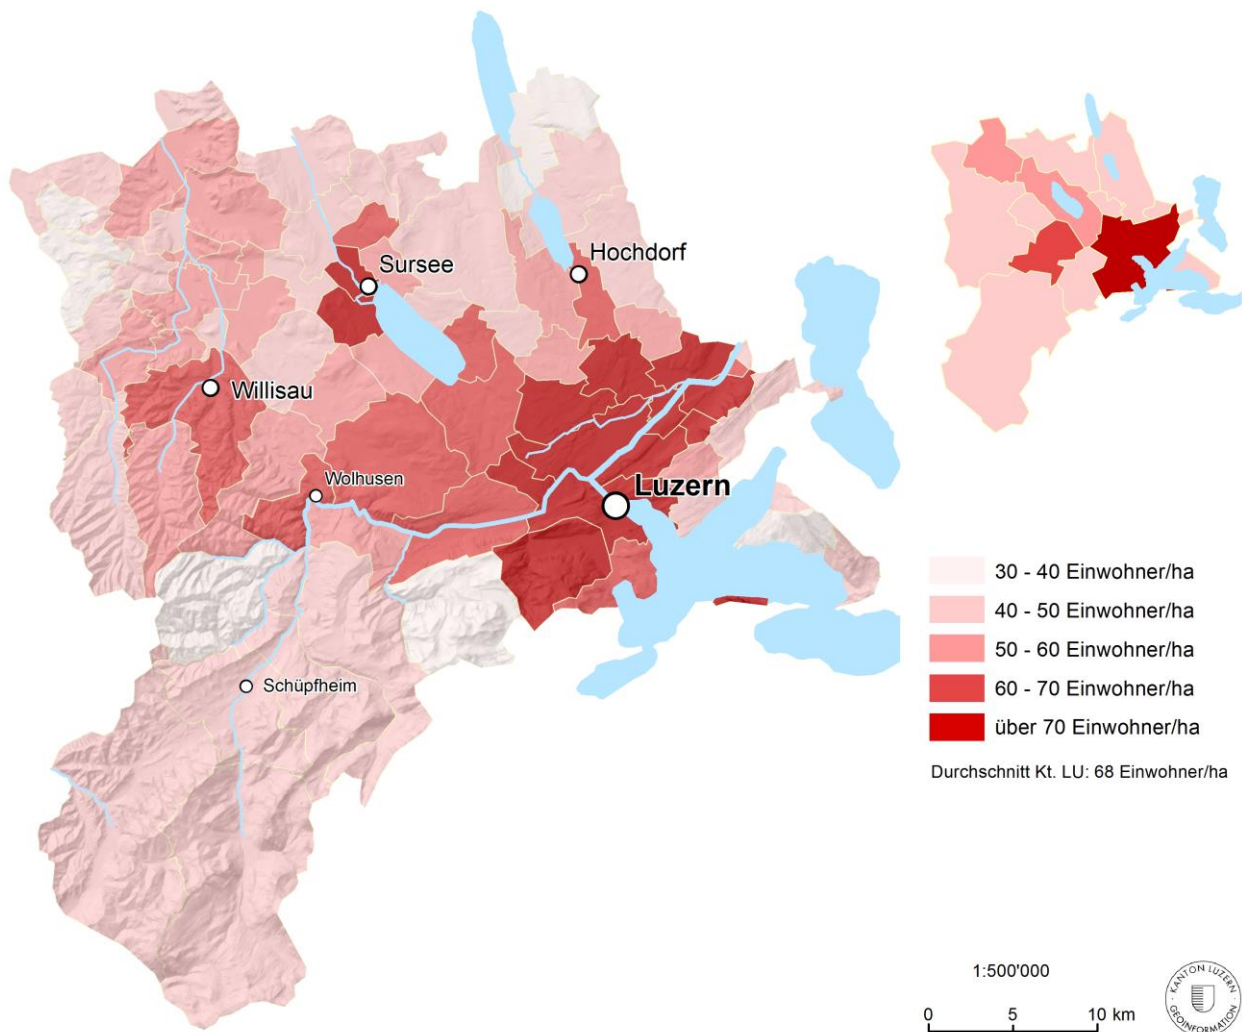 Sursee
Hochdorf
Willisau
Wolhusen
Luzern
Schüpfheim
30 - 40 Einwohner/ha
40 - 50 Einwohner/ha
50 - 60 Einwohner/ha
60 - 70 Einwohner/ha
über 70 Einwohner/ha
Durchschnitt Kt. LU: 68 Einwohner/ha
1:500'000
0 5 10 km
KANTON LUZERN
GEOINFORMATION